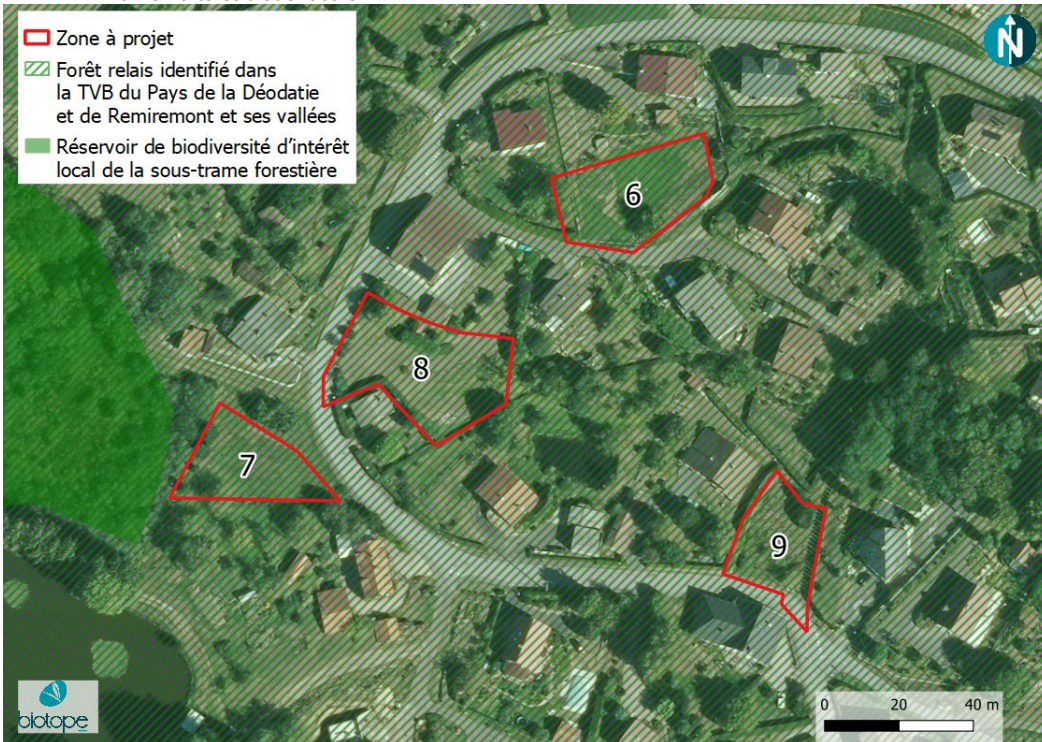 Zone à projet
Forêt relais identifié dans
la TVB du Pays de la Déodatie
et de Remiremont et ses vallées
Réservoir de biodiversité d'intérêt
local de la sous-trame forestière
N
6
8
7
9
biotope
0 20 40 m